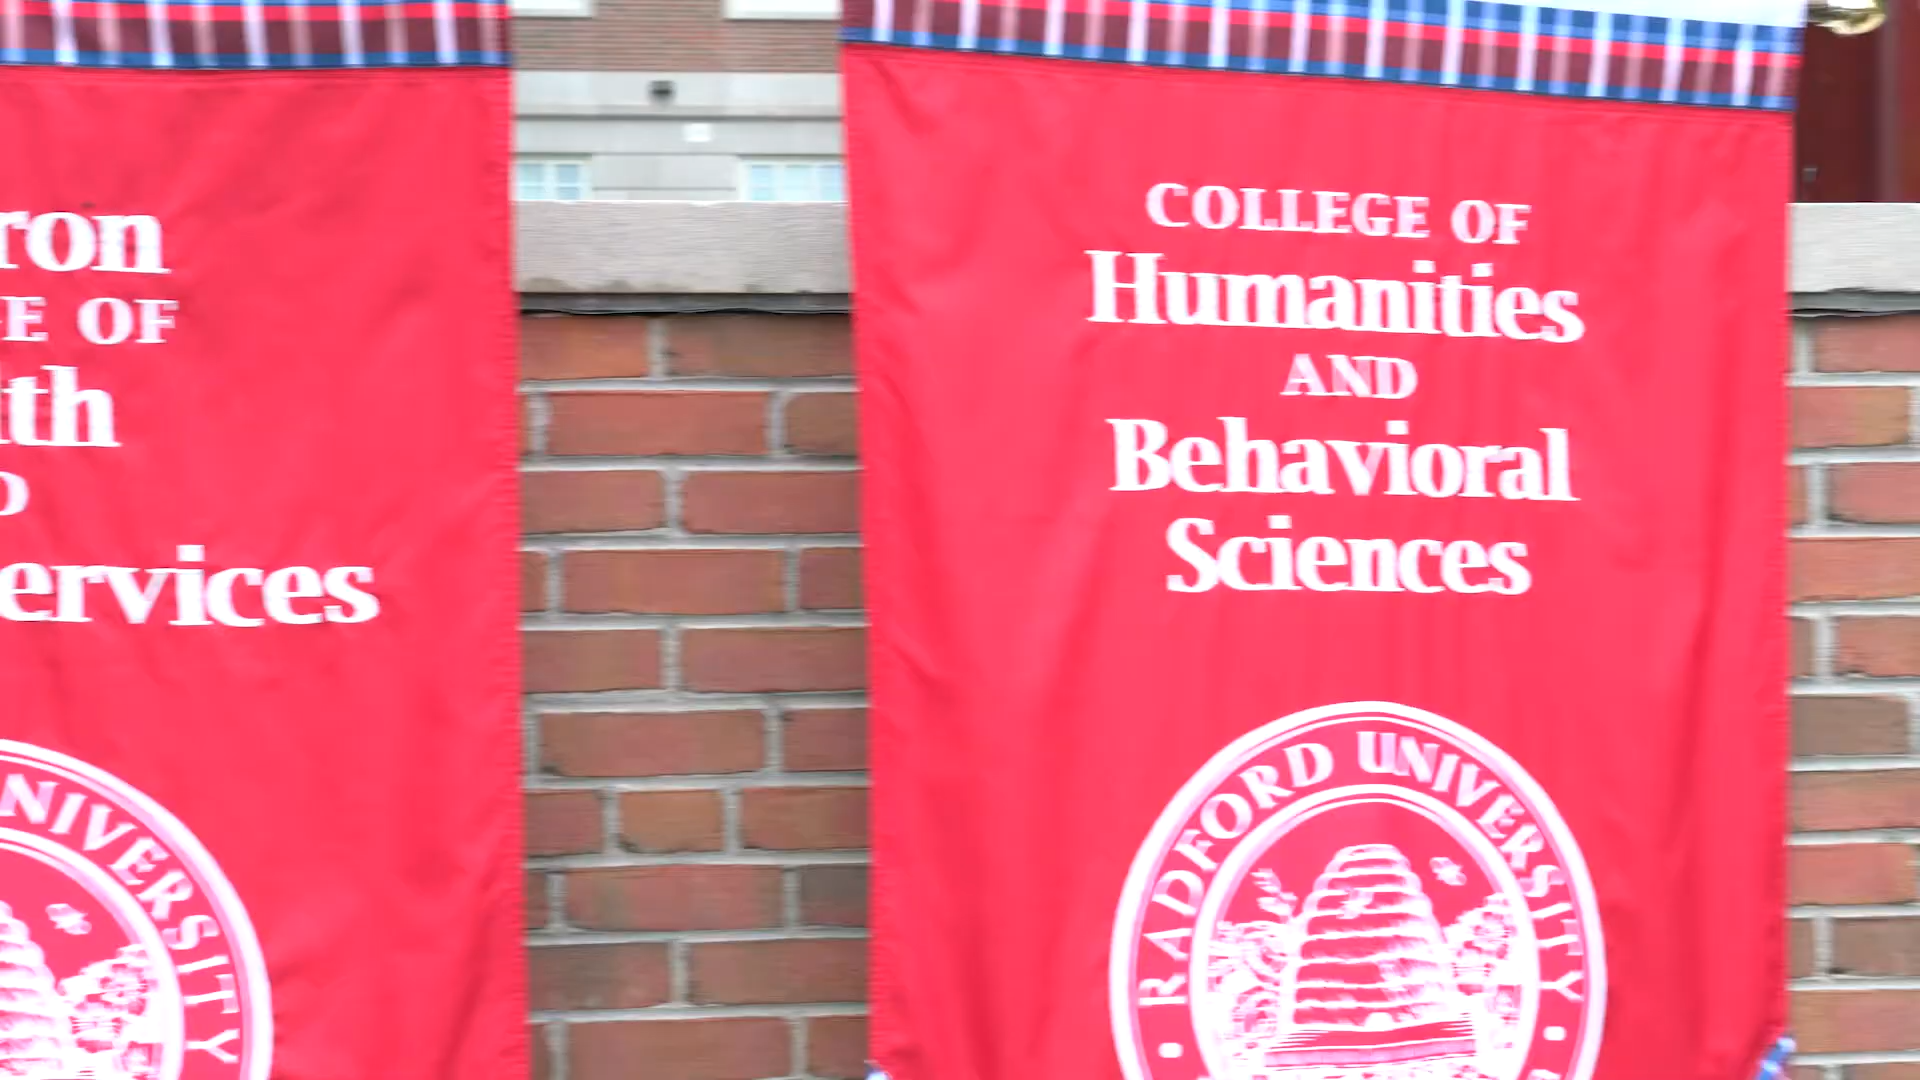 ron
E OF
lth
D
ervices
NIVERSITY
COLLEGE OF
Humanities
AND
Behavioral
Sciences
RADFORD UNIVERSITY